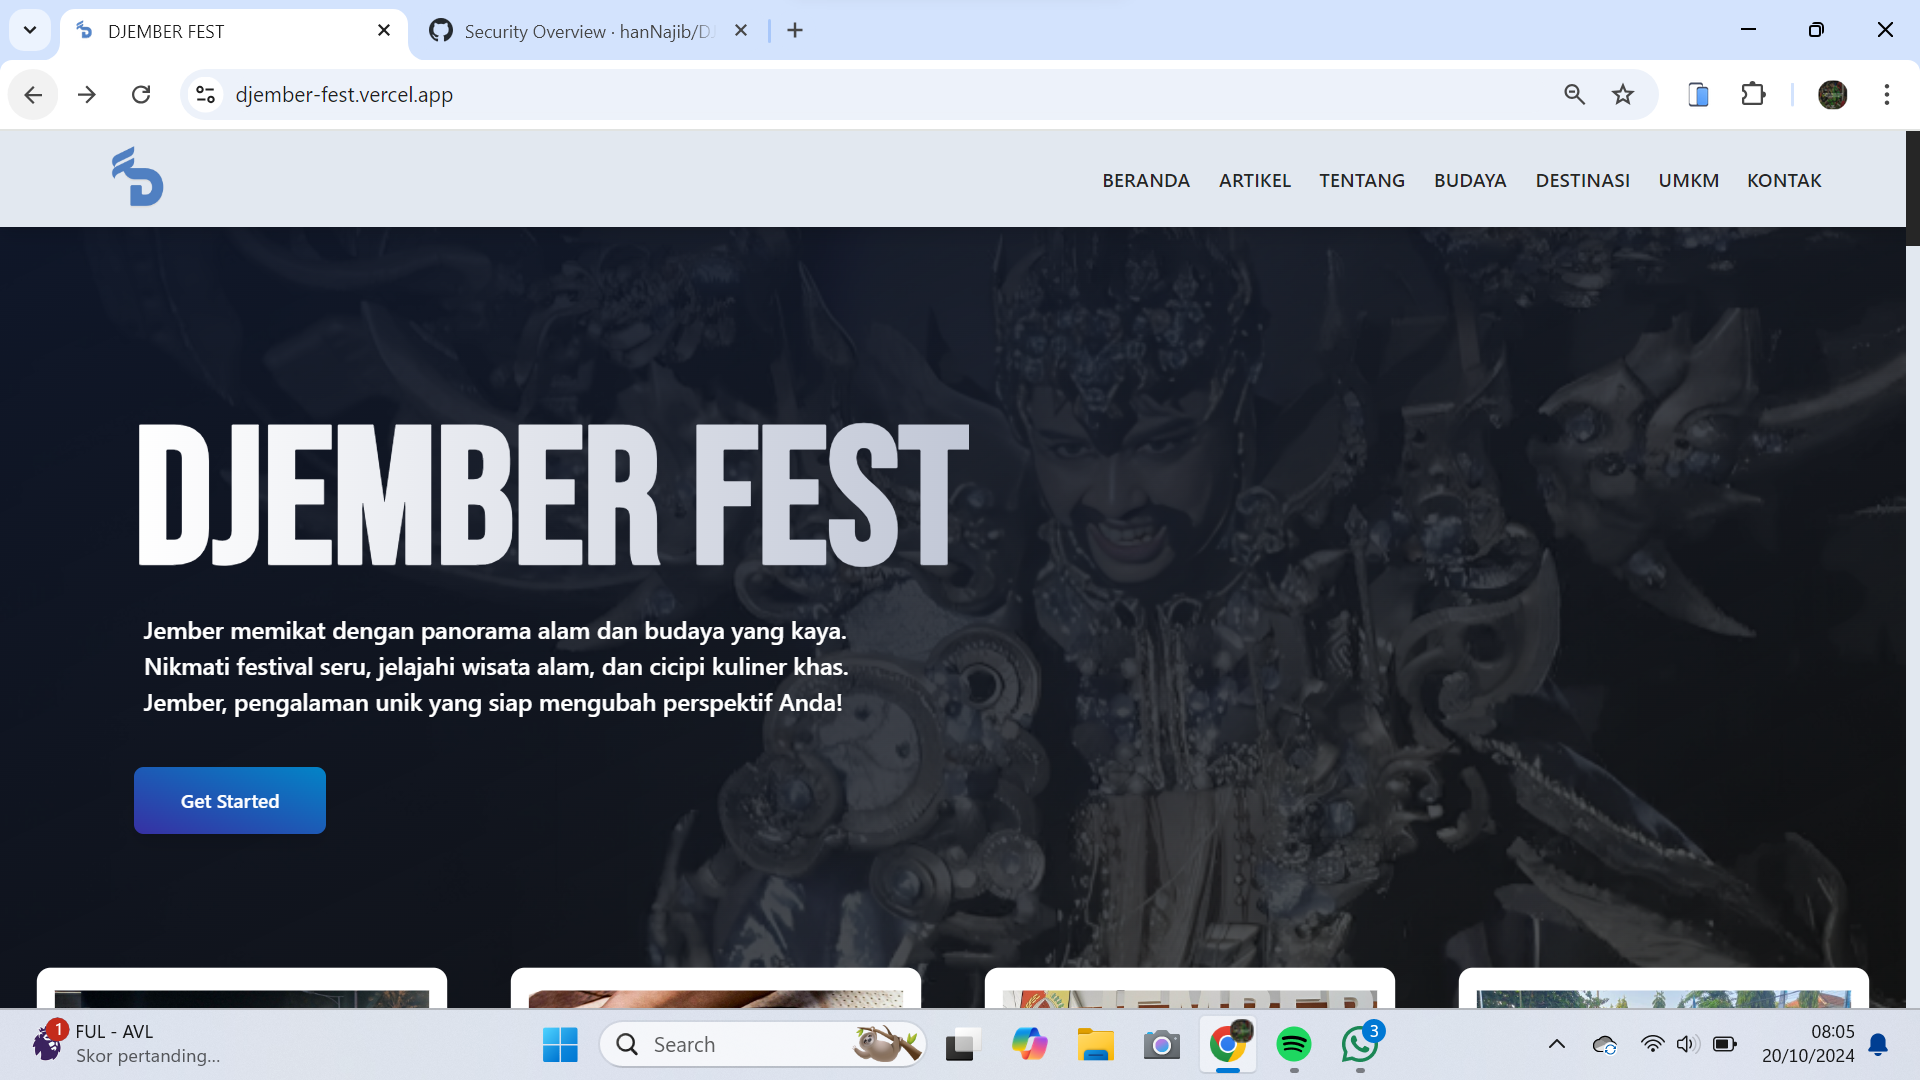 DJEMBER FEST
Security Overview · hanNajib/DJ
djember-fest.vercel.app
BERANDA ARTIKEL TENTANG BUDAYA DESTINASI UMKM KONTAK
DJEMBER FEST
Jember memikat dengan panorama alam dan budaya yang kaya.
Nikmati festival seru, jelajahi wisata alam, dan cicipi kuliner khas.
Jember, pengalaman unik yang siap mengubah perspektif Anda!
Get Started
JEMBER
1
FUL - AVL
Skor pertanding...
Search
3
08:05
20/10/2024